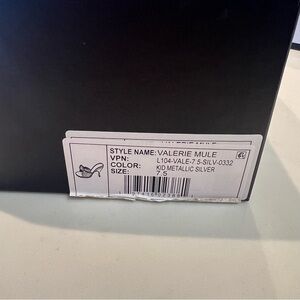 STYLE NAME: VALERIE MULE
VPN: L104-VALE-7.5-SILV-0332
COLOR: KID METALLIC SILVER
SIZE: 7.5